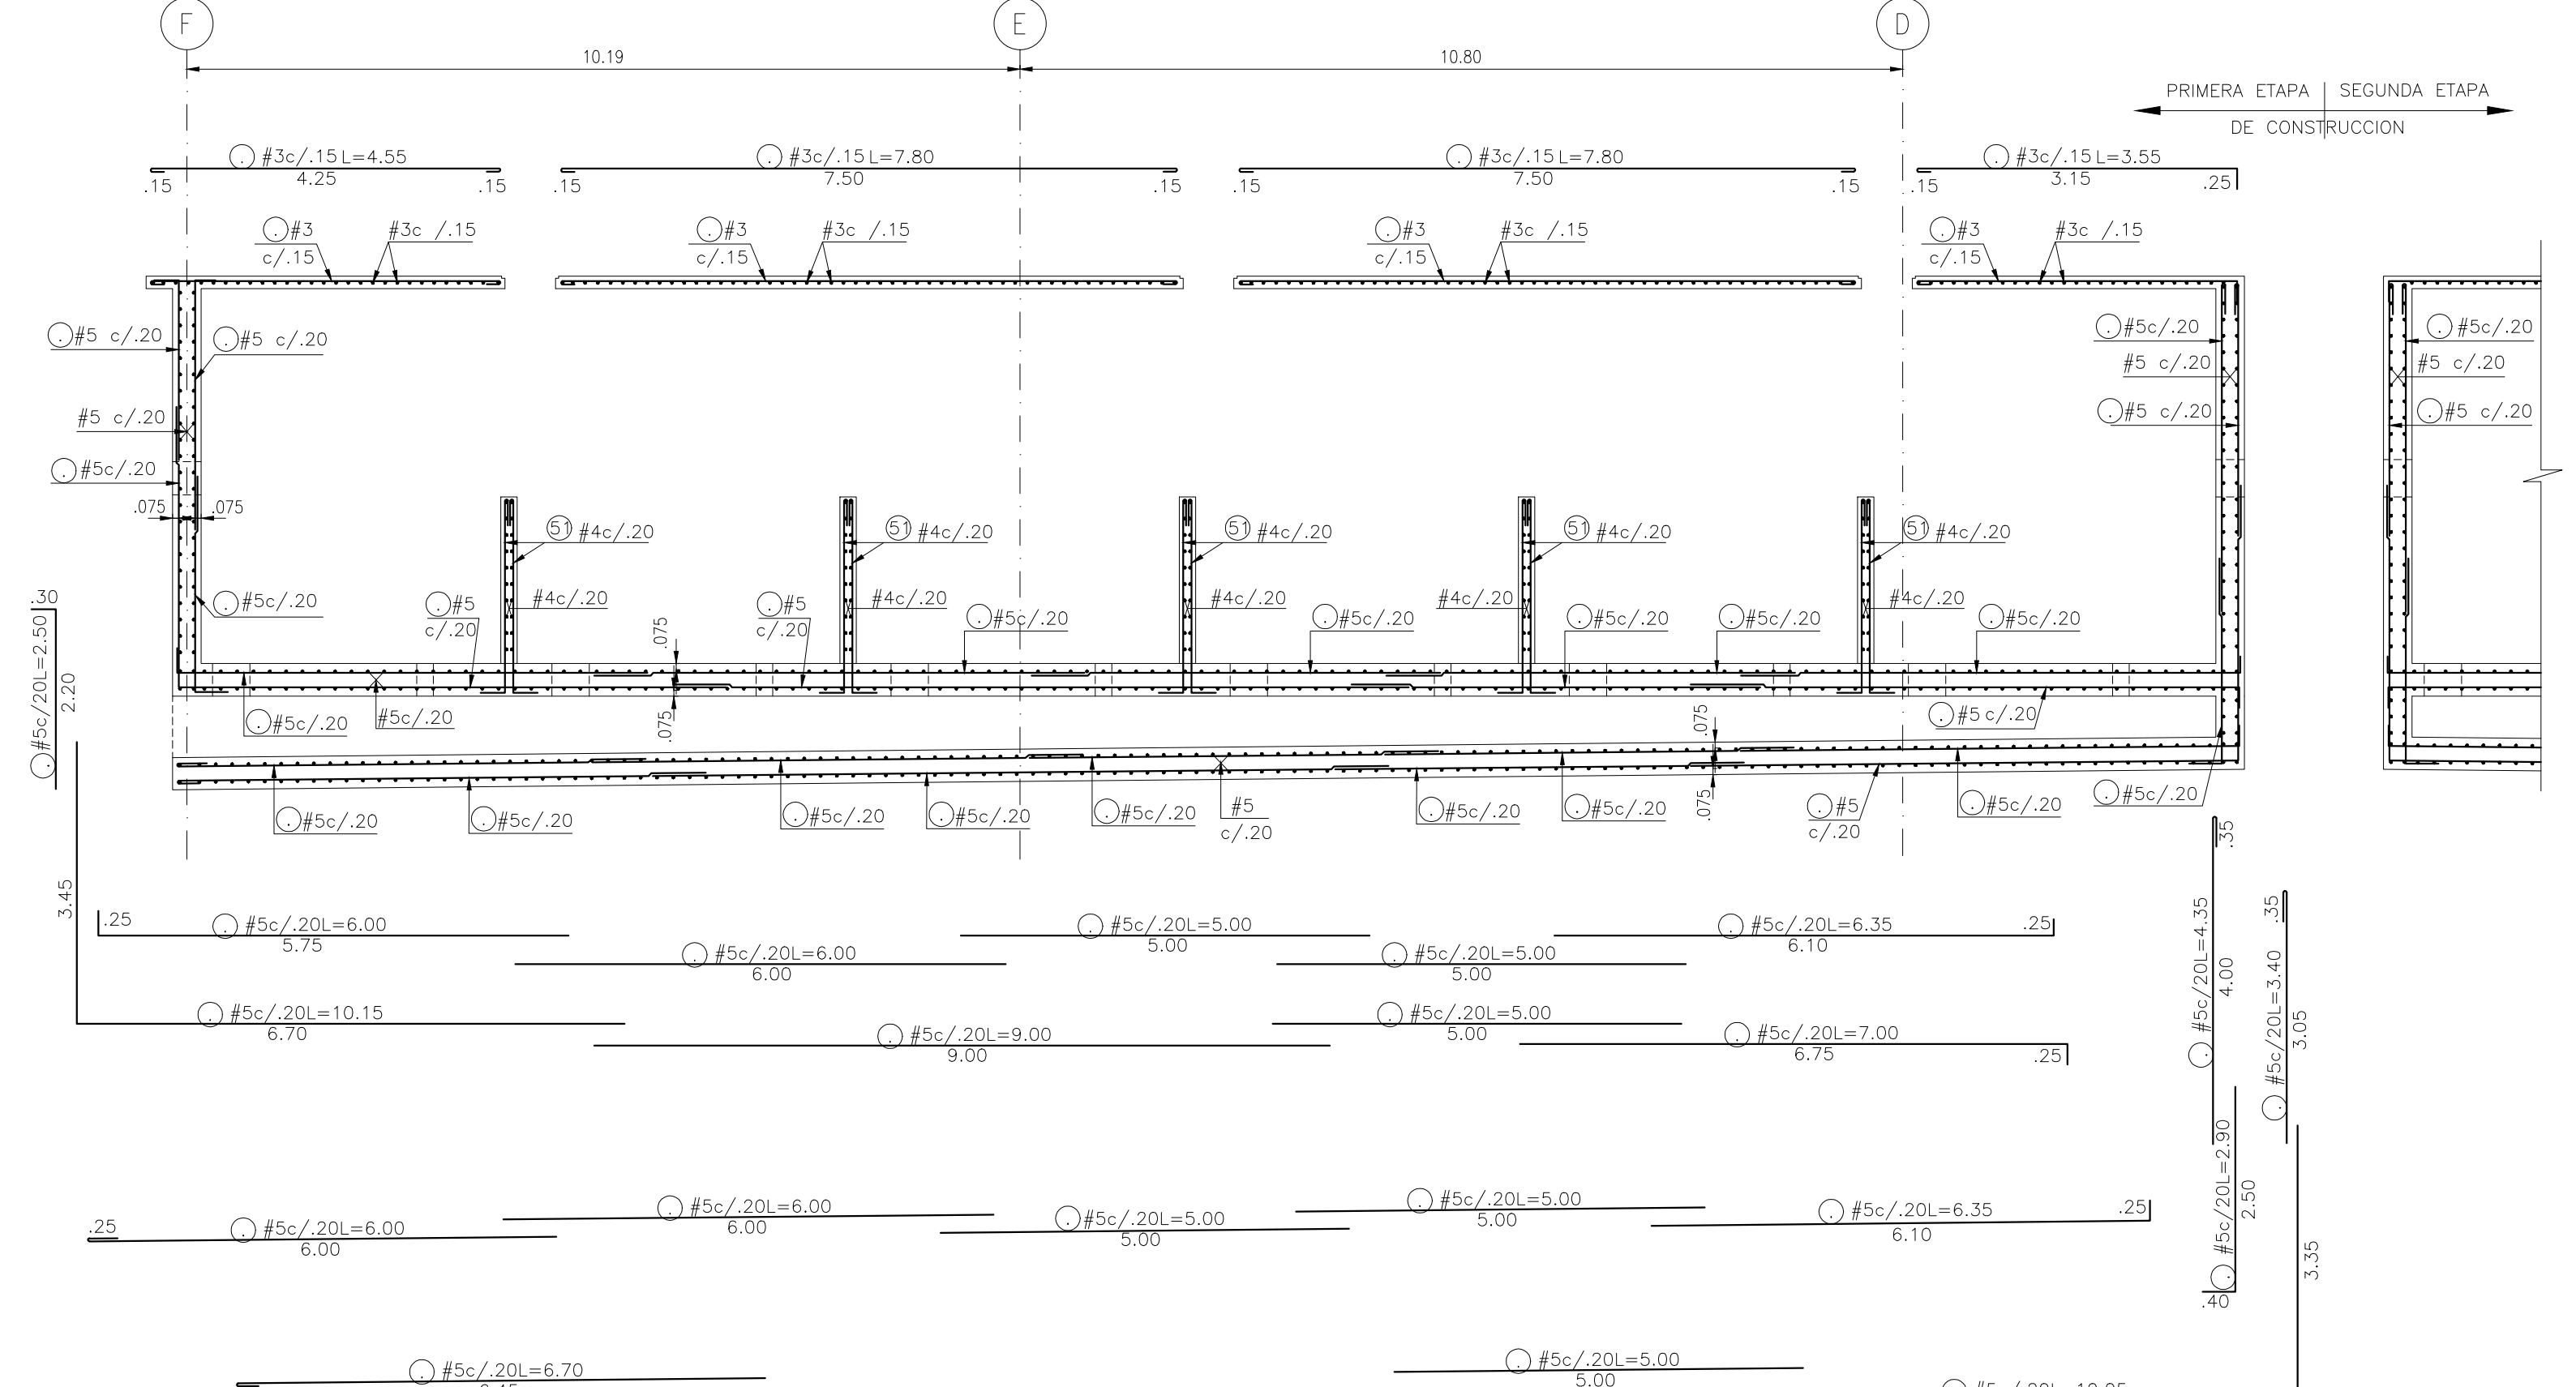 F
E
D
10.19
10.80
PRIMERA ETAPA
SEGUNDA ETAPA
DE CONSTRUCCION
#3c/.15 L=4.55
4.25
.15
.15
#3c/.15 L=7.80
7.50
.15
.15
#3c/.15 L=7.80
7.50
.15
.15
#3c/.15 L=3.55
3.15
.15
.25
#3
c/.15
#3c /.15
#3
c/.15
#3c /.15
#3
c/.15
#3c /.15
#3
c/.15
#3c /.15
#5 c/.20
#5 c/.20
#5 c/.20
#5c/.20
.075
.075
#5c/.20
#5c/.20
#5 c/.20
#5 c/.20
#5c/.20
#5 c/.20
#5 c/.20
51 #4c/.20
51 #4c/.20
51 #4c/.20
51 #4c/.20
51 #4c/.20
#4c/.20
#4c/.20
#4c/.20
#4c/.20
#4c/.20
.30
#5c/.20L=2.50
2.20
#5
c/.20
.075
#5
c/.20
#5c/.20
#5c/.20
#5c/.20
#5c/.20
#5c/.20
#5c/.20
#5c/.20
.075
.075
#5 c/.20
.075
#5c/.20
#5c/.20
#5c/.20
#5c/.20
#5c/.20
#5
c/.20
#5c/.20
#5c/.20
#5
c/.20
#5c/.20
#5c/.20
3.45
.25
#5c/.20L=6.00
5.75
#5c/.20L=6.00
6.00
#5c/.20L=5.00
5.00
#5c/.20L=5.00
5.00
#5c/.20L=6.35
6.10
.25
#5c/.20L=10.15
6.70
#5c/.20L=9.00
9.00
#5c/.20L=5.00
5.00
#5c/.20L=7.00
6.75
.25
.35
#5c/20L=4.35
4.00
.35
#5c/20L=3.40
3.05
#5c/20L=2.90
2.50
.40
3.35
.25
#5c/.20L=6.00
6.00
#5c/.20L=6.00
6.00
#5c/.20L=5.00
5.00
#5c/.20L=5.00
5.00
#5c/.20L=6.35
6.10
.25
#5c/.20L=6.70
#5c/.20L=5.00
5.00